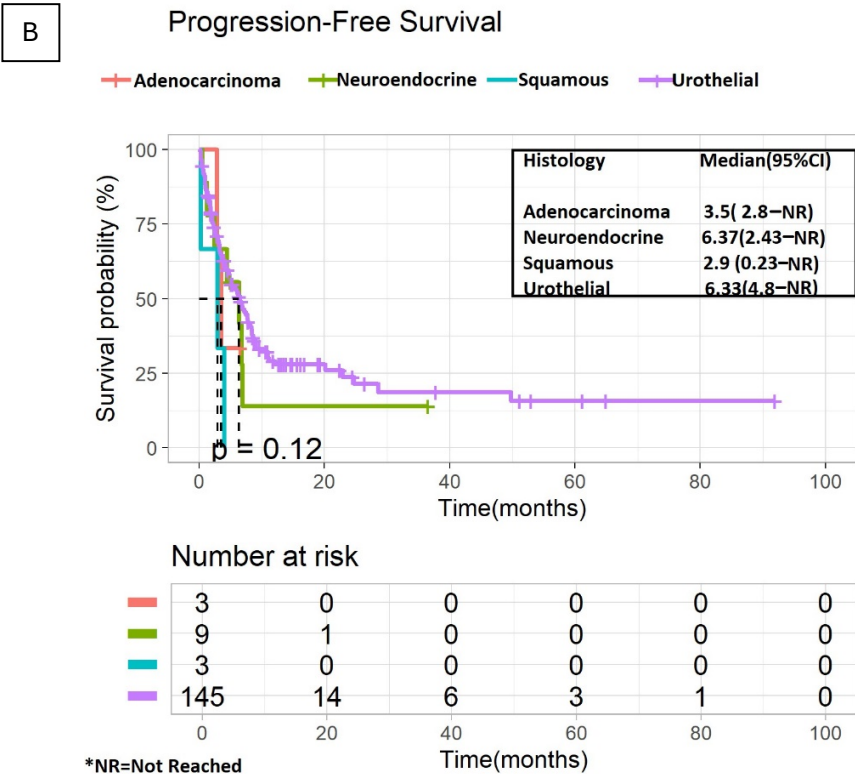 B
Progression-Free Survival
Adenocarcinoma Neuroendocrine Squamous Urothelial
Histology Median(95%CI)
Adenocarcinoma 3.5( 2.8–NR)
Neuroendocrine 6.37(2.43–NR)
Squamous 2.9 (0.23–NR)
Urothelial 6.33(4.8–NR)
Survival probability (%)
100
75
50
25
0
p = 0.12
0 20 40 60 80 100
Time(months)
Number at risk
3 0 0 0 0 0
9 1 0 0 0 0
3 0 0 0 0 0
145 14 6 3 1 0
0 20 40 60 80 100
Time(months)
*NR=Not Reached